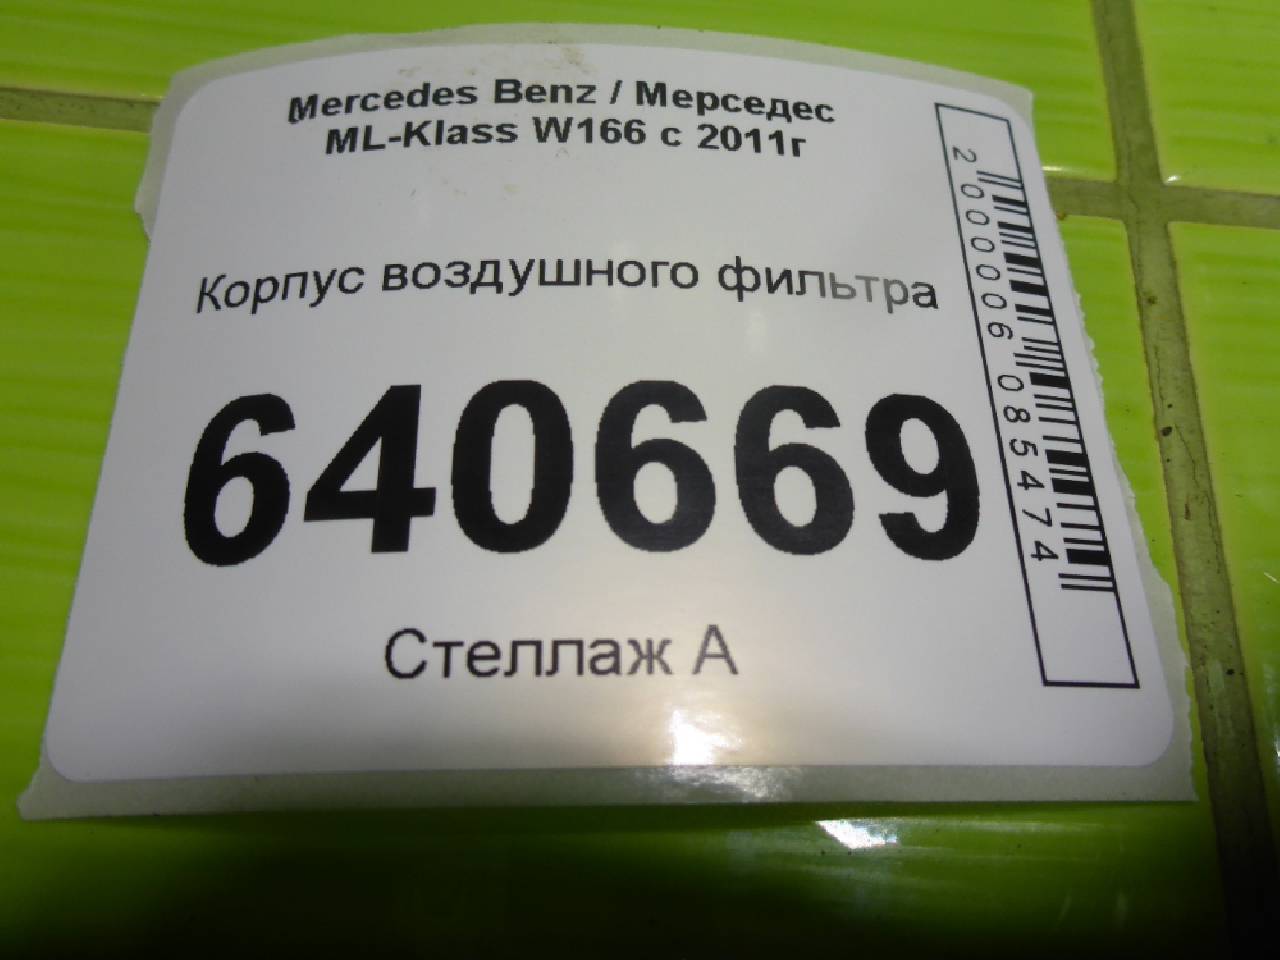 Mercedes Benz / Мерседес
ML-Klass W166 с 2011г
Корпус воздушного фильтра
640669
Стеллаж А
2000006085474